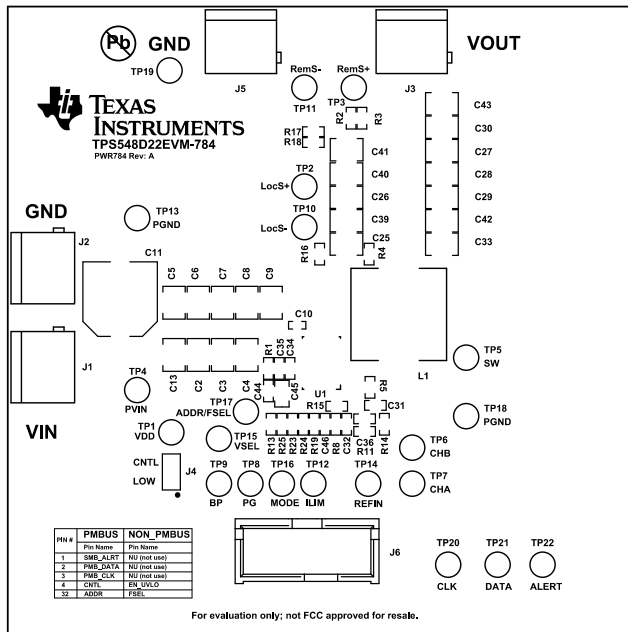 Pb
GND
VOUT
TP19
J5
J3
RemS-
RemS+
TP11
TP3
R2
R3
TEXAS
INSTRUMENTS
TPS548D22EVM-784
PWR784 Rev: A
R17
R18
C43
C30
C41
C27
TP2
C40
C28
LocS+
C26
C29
TP10
C39
C42
LocS-
C25
C33
R16
R4
GND
TP13
PGND
J2
C11
C5
C6
C7
C8
C9
C10
J1
R1
C35
C34
L1
TP5
SW
TP4
PVIN
C13
C2
C3
C4
C44
C45
U1
R5
TP17
ADDR/FSEL
R15
C31
TP18
PGND
VIN
TP1
VDD
TP15
VSEL
R13
R25
R23
R24
R19
C46
R8
C32
C36
R11
R14
TP6
CHB
CNTL
J4
LOW
TP9
TP8
TP16
TP12
TP14
TP7
CHA
BP
PG
MODE
ILIM
REFIN
PIN # PMBUS NON_PMBUS
Pin Name Pin Name
1 SMB_ALRT NU (not use)
2 PMB_DATA NU (not use)
3 PMB_CLK NU (not use)
4 CNTL EN_UVLO
32 ADDR FSEL
J6
TP20 TP21 TP22
CLK DATA ALERT
For evaluation only; not FCC approved for resale.